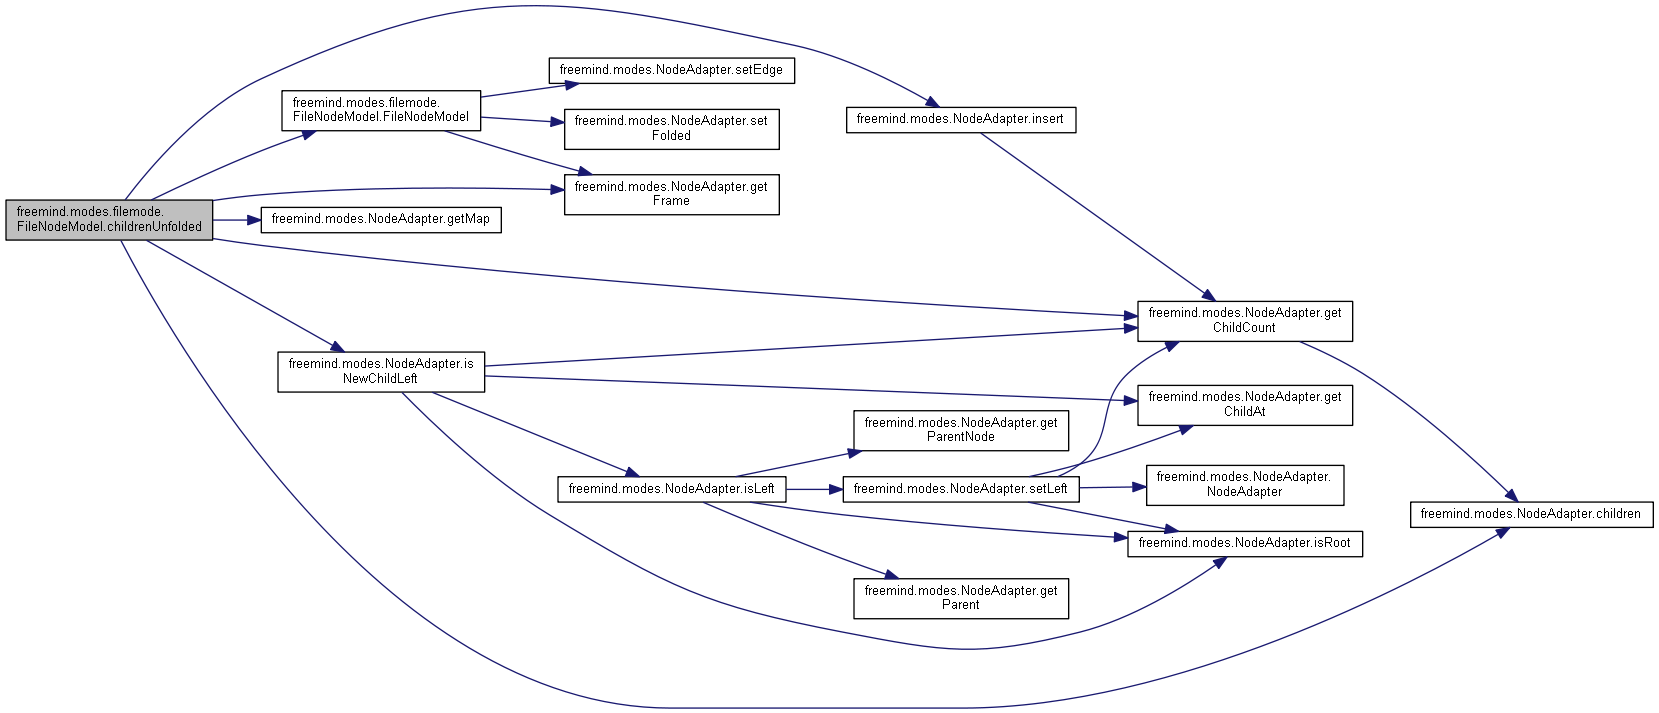 freemind.modes.NodeAdapter.setEdge
freemind.modes.filemode.
FileNodeModel.FileNodeModel
freemind.modes.NodeAdapter.set
Folded
freemind.modes.NodeAdapter.insert
freemind.modes.NodeAdapter.get
Frame
freemind.modes.filemode.
FileNodeModel.childrenUnfolded
freemind.modes.NodeAdapter.getMap
freemind.modes.NodeAdapter.get
ChildCount
freemind.modes.NodeAdapter.is
NewChildLeft
freemind.modes.NodeAdapter.get
ChildAt
freemind.modes.NodeAdapter.get
ParentNode
freemind.modes.NodeAdapter.isLeft
freemind.modes.NodeAdapter.setLeft
freemind.modes.NodeAdapter.
NodeAdapter
freemind.modes.NodeAdapter.children
freemind.modes.NodeAdapter.isRoot
freemind.modes.NodeAdapter.get
Parent